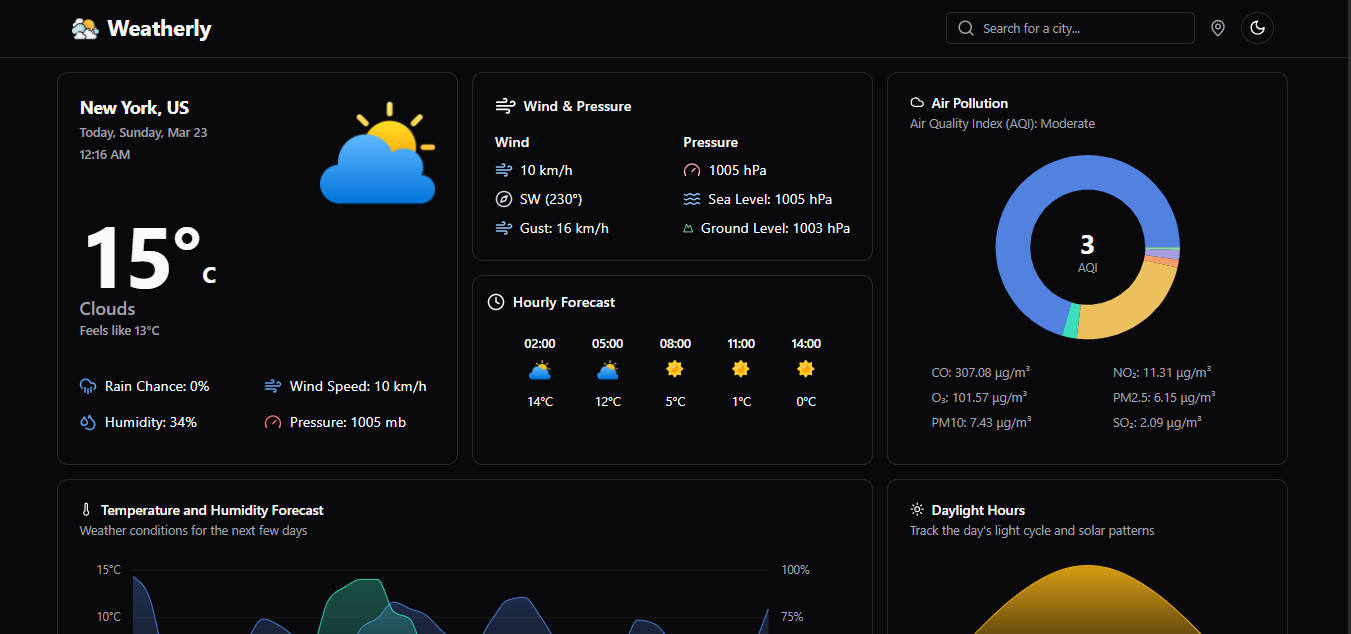 Weatherly
Search for a city...
New York, US
Today, Sunday, Mar 23
12:16 AM
15°C
Clouds
Feels like 13°C
Rain Chance: 0%
Wind Speed: 10 km/h
Humidity: 34%
Pressure: 1005 mb
Wind & Pressure
Wind
10 km/h
SW (230°)
Gust: 16 km/h
Pressure
1005 hPa
Sea Level: 1005 hPa
Ground Level: 1003 hPa
Hourly Forecast
02:00 05:00 08:00 11:00 14:00
14°C 12°C 5°C 1°C 0°C
Air Pollution
Air Quality Index (AQI): Moderate
3
AQI
CO: 307.08 µg/m³
NO₂: 11.31 µg/m³
O₃: 101.57 µg/m³
PM2.5: 6.15 µg/m³
PM10: 7.43 µg/m³
SO₂: 2.09 µg/m³
Temperature and Humidity Forecast
Weather conditions for the next few days
15°C 100%
10°C 75%
Daylight Hours
Track the day's light cycle and solar patterns